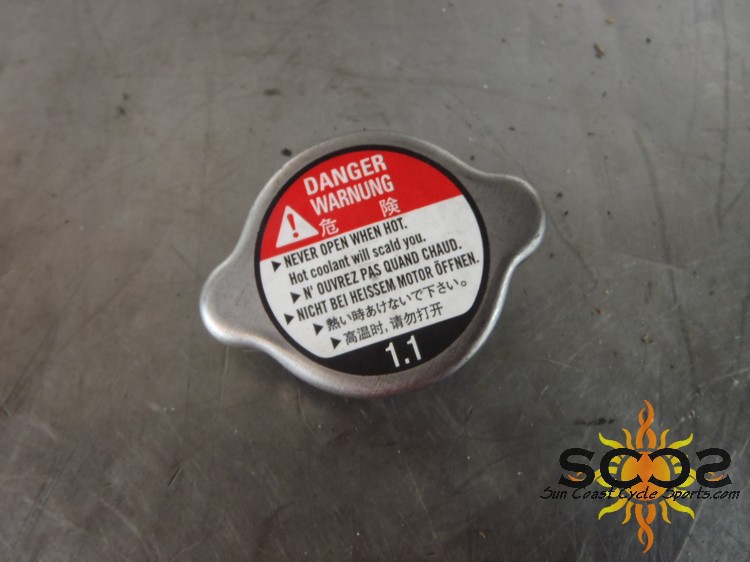 DANGER
WARNUNG
危 険
▶ NEVER OPEN WHEN HOT.
Hot coolant will scald you.
▶ N' OUVREZ PAS QUAND CHAUD.
▶ NICHT BEI HEISSEM MOTOR ÖFFNEN.
▶ 熱い時あけないで下さい。
▶ 高温时, 请勿打开
1.1
SCCS
Sun Coast Cycle Sports.com